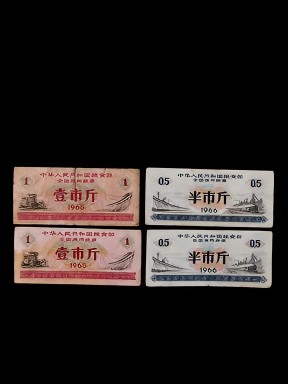 中华人民共和国粮食部
全国通用粮票
1 壹市斤 1
1965
中华人民共和国粮食部
全国通用粮票
0.5 半市斤 0.5
1966
中华人民共和国粮食部
全国通用粮票
1 壹市斤 1
1965
中华人民共和国粮食部
全国通用粮票
0.5 半市斤 0.5
1966